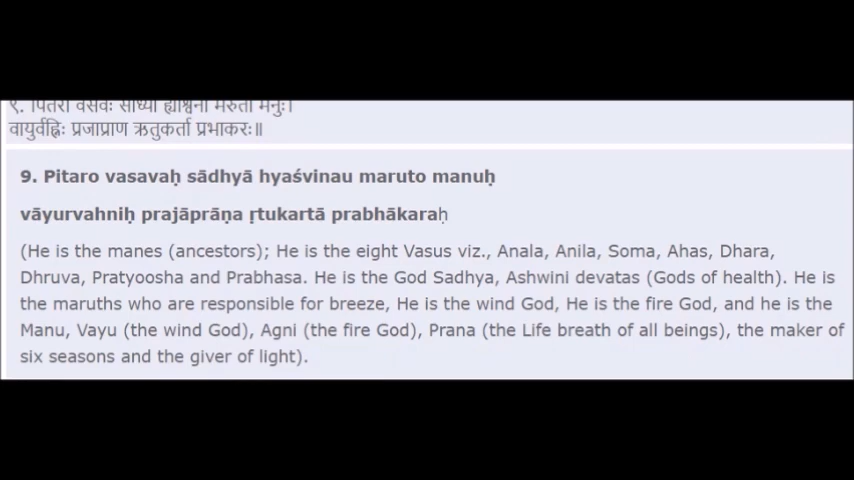 ९. पितरो वसवः साध्या ह्यश्विनौ मरुतो मनुः।
वायुर्वह्निः प्रजाप्राण ऋतुकर्ता प्रभाकरः॥
9. Pitaro vasavaḥ sādhyā hyaśvinau maruto manuḥ
vāyurvahniḥ prajāprāṇa ṛtukartā prabhākaraḥ
(He is the manes (ancestors); He is the eight Vasus viz., Anala, Anila, Soma, Ahas, Dhara,
Dhruva, Pratyoosha and Prabhasa. He is the God Sadhya, Ashwini devatas (Gods of health). He is
the maruths who are responsible for breeze, He is the wind God, He is the fire God, and he is the
Manu, Vayu (the wind God), Agni (the fire God), Prana (the Life breath of all beings), the maker of
six seasons and the giver of light).